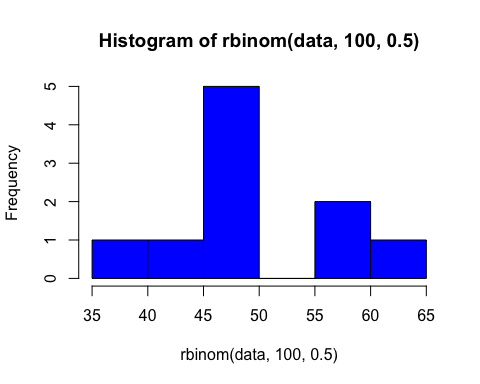 Histogram of rbinom(data, 100, 0.5)
Frequency
5
4
3
2
1
0
35 40 45 50 55 60 65
rbinom(data, 100, 0.5)